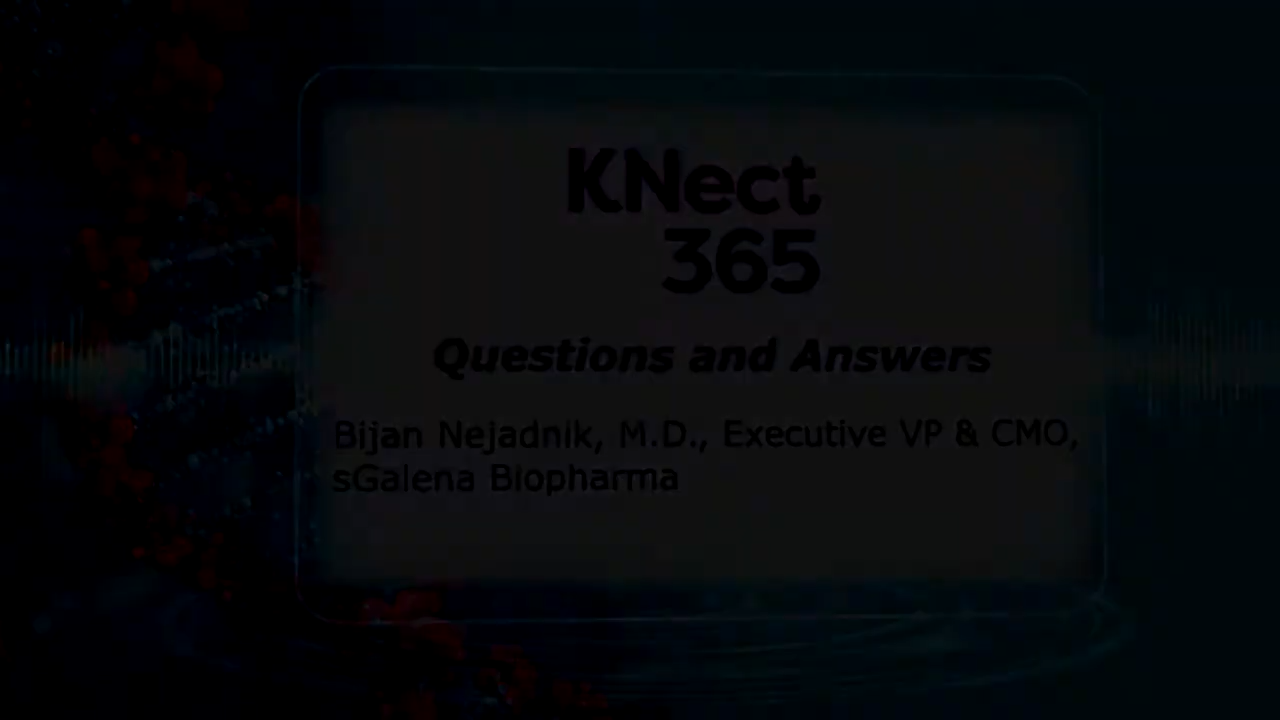 KNect
365
Questions and Answers
Bijan Nejadnik, M.D., Executive VP & CMO,
sGalena Biopharma